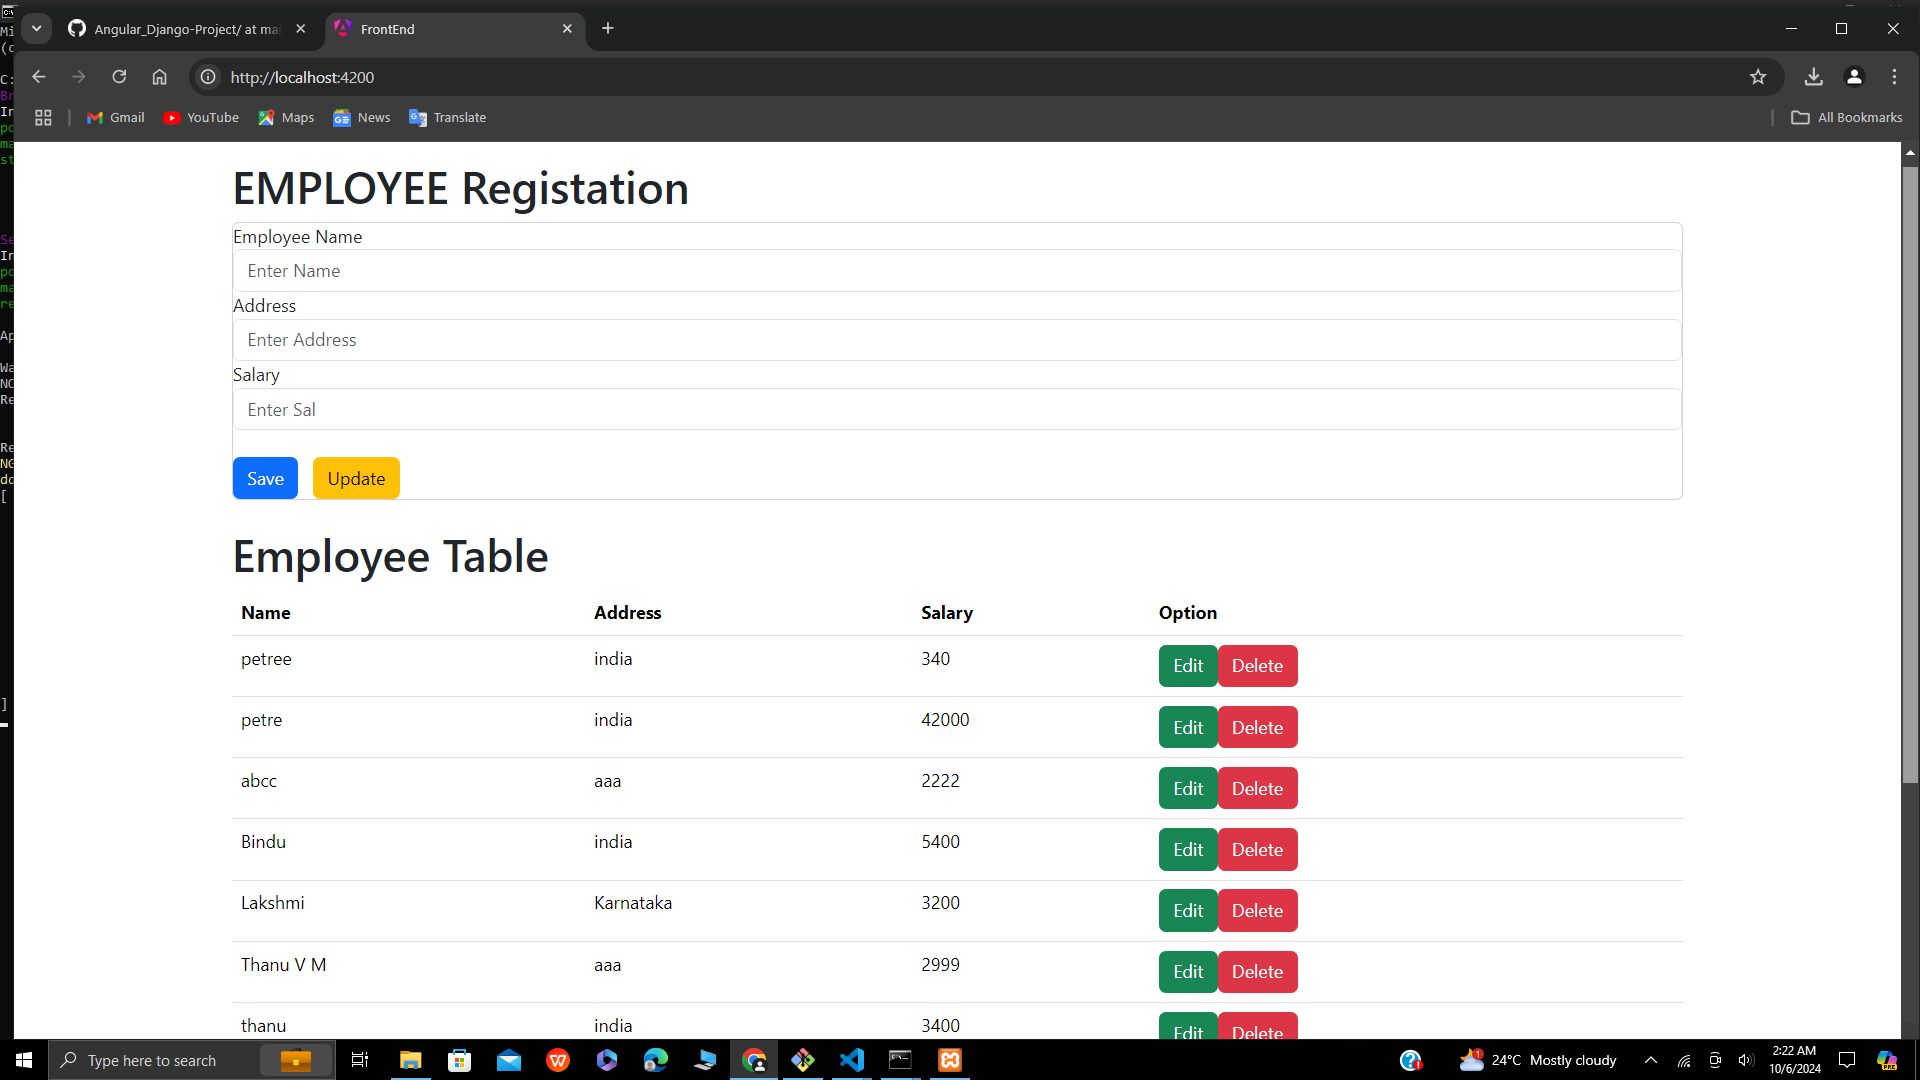 Angular_Django-Project/ at mai
FrontEnd
http://localhost:4200
Gmail
YouTube
Maps
News
Translate
All Bookmarks
EMPLOYEE Registation
Employee Name
Enter Name
Address
Enter Address
Salary
Enter Sal
Save Update
Employee Table
Name Address Salary Option
petree india 340 Edit Delete
petre india 42000 Edit Delete
abcc aaa 2222 Edit Delete
Bindu india 5400 Edit Delete
Lakshmi Karnataka 3200 Edit Delete
Thanu V M aaa 2999 Edit Delete
thanu india 3400 Edit Delete
Type here to search
24°C Mostly cloudy
2:22 AM
10/6/2024